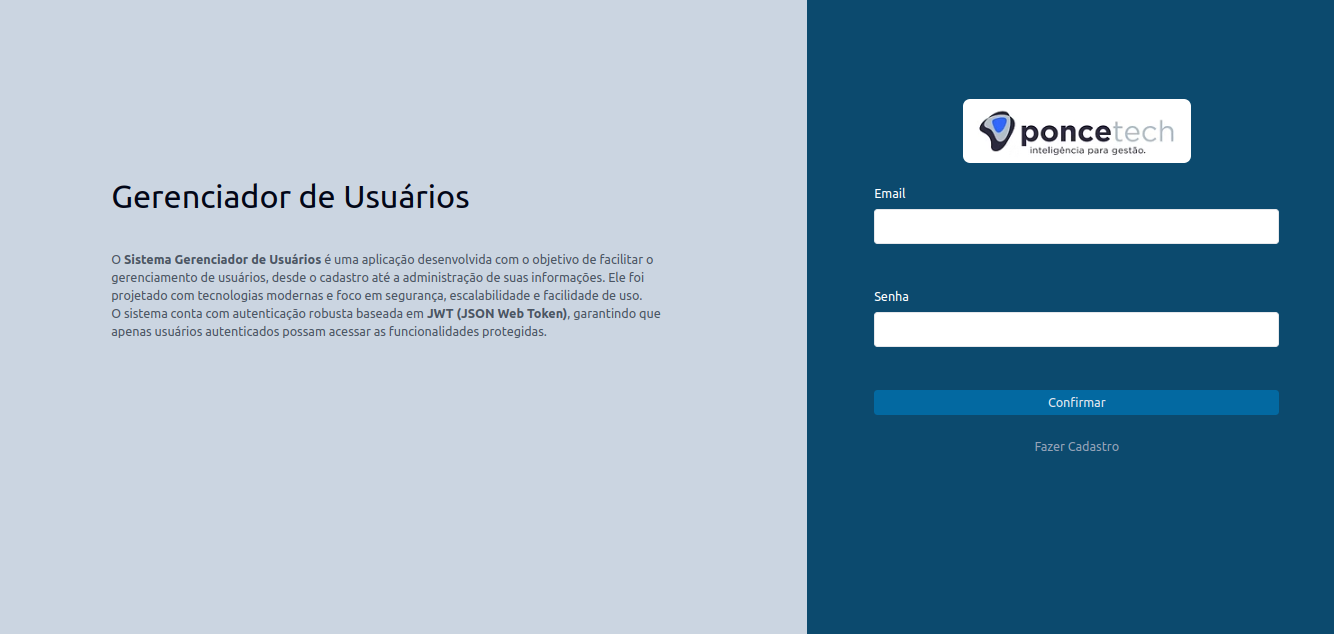 Gerenciador de Usuários
O Sistema Gerenciador de Usuários é uma aplicação desenvolvida com o objetivo de facilitar o
gerenciamento de usuários, desde o cadastro até a administração de suas informações. Ele foi
projetado com tecnologias modernas e foco em segurança, escalabilidade e facilidade de uso.
O sistema conta com autenticação robusta baseada em JWT (JSON Web Token), garantindo que
apenas usuários autenticados possam acessar as funcionalidades protegidas.
poncetech
inteligência para gestão.
Email
Senha
Confirmar
Fazer Cadastro